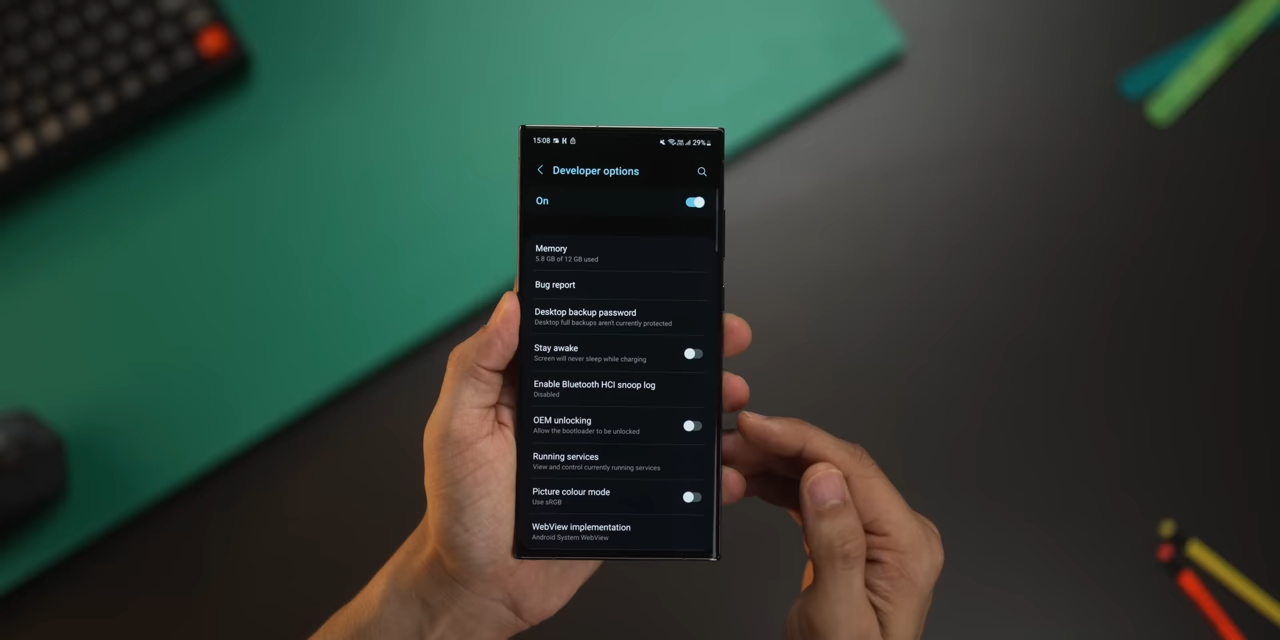 15:08
29%
Developer options
On
Memory
5.8 GB of 12 GB used
Bug report
Desktop backup password
Desktop full backups aren't currently protected
Stay awake
Screen will never sleep while charging
Enable Bluetooth HCI snoop log
Disabled
OEM unlocking
Allow the bootloader to be unlocked
Running services
View and control currently running services
Picture colour mode
Use sRGB
WebView implementation
Android System WebView